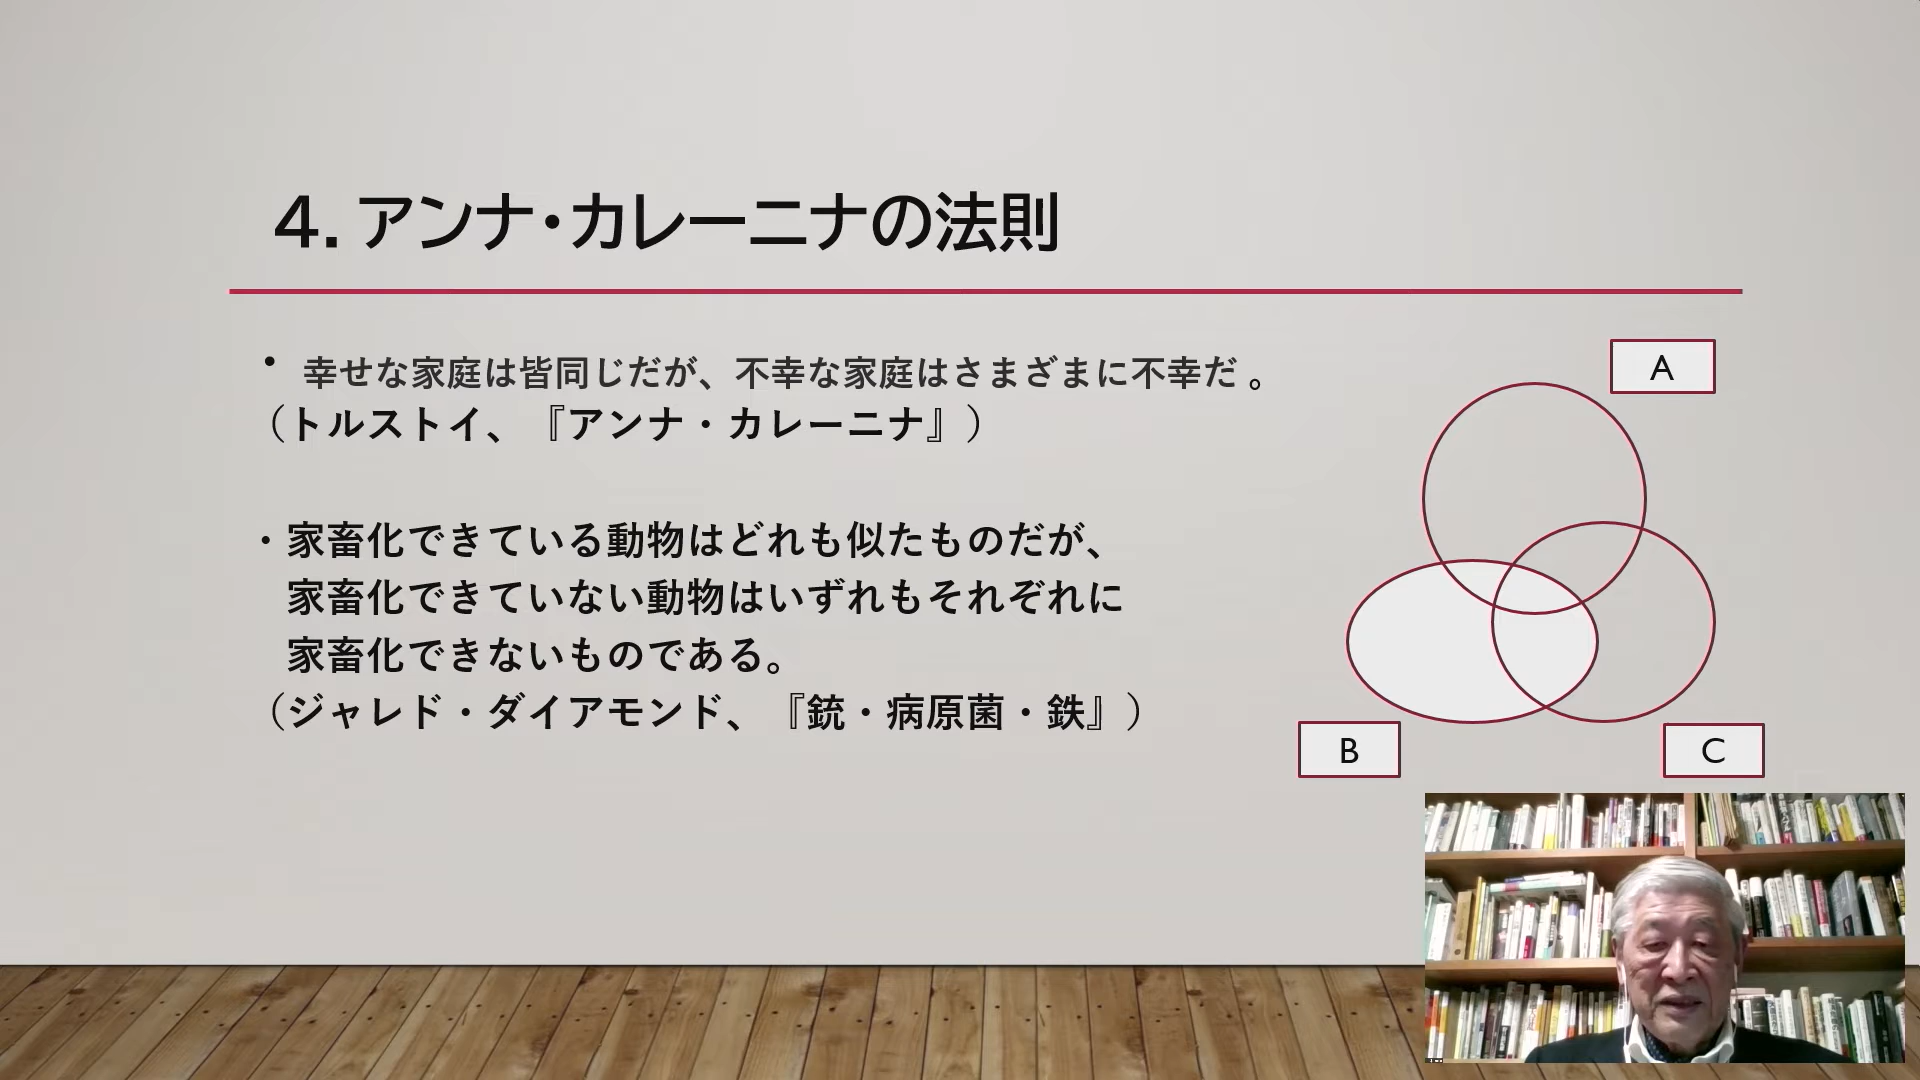 4. アンナ・カレーニナの法則
• 幸せな家庭は皆同じだが、不幸な家庭はさまざまに不幸だ 。
（トルストイ、『アンナ・カレーニナ』）
・家畜化できている動物はどれも似たものだが、
家畜化できていない動物はいずれもそれぞれに
家畜化できないものである。
（ジャレド・ダイアモンド、『銃・病原菌・鉄』）
A
B
C